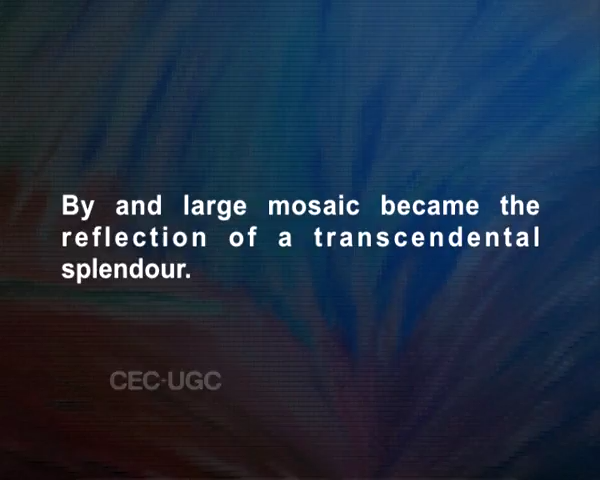 By and large mosaic became the
reflection of a transcendental
splendour.
CEC-UGC